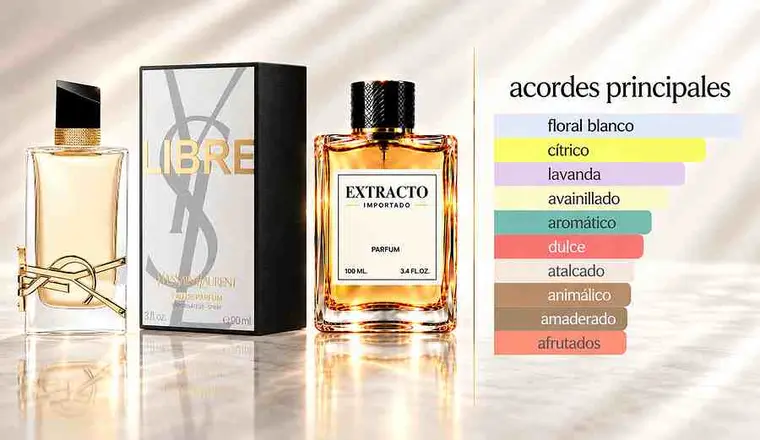 YSL
LIBRE
YVES SAINT LAURENT
EAU DE PARFUM
3 fl.oz. e 90 ml
EXTRACTO
IMPORTADO
PARFUM
100 ML. 3.4 FL.OZ.
acordes principales
floral blanco
cítrico
lavanda
avainillado
aromático
dulce
atalcado
animálico
amaderado
afrutados